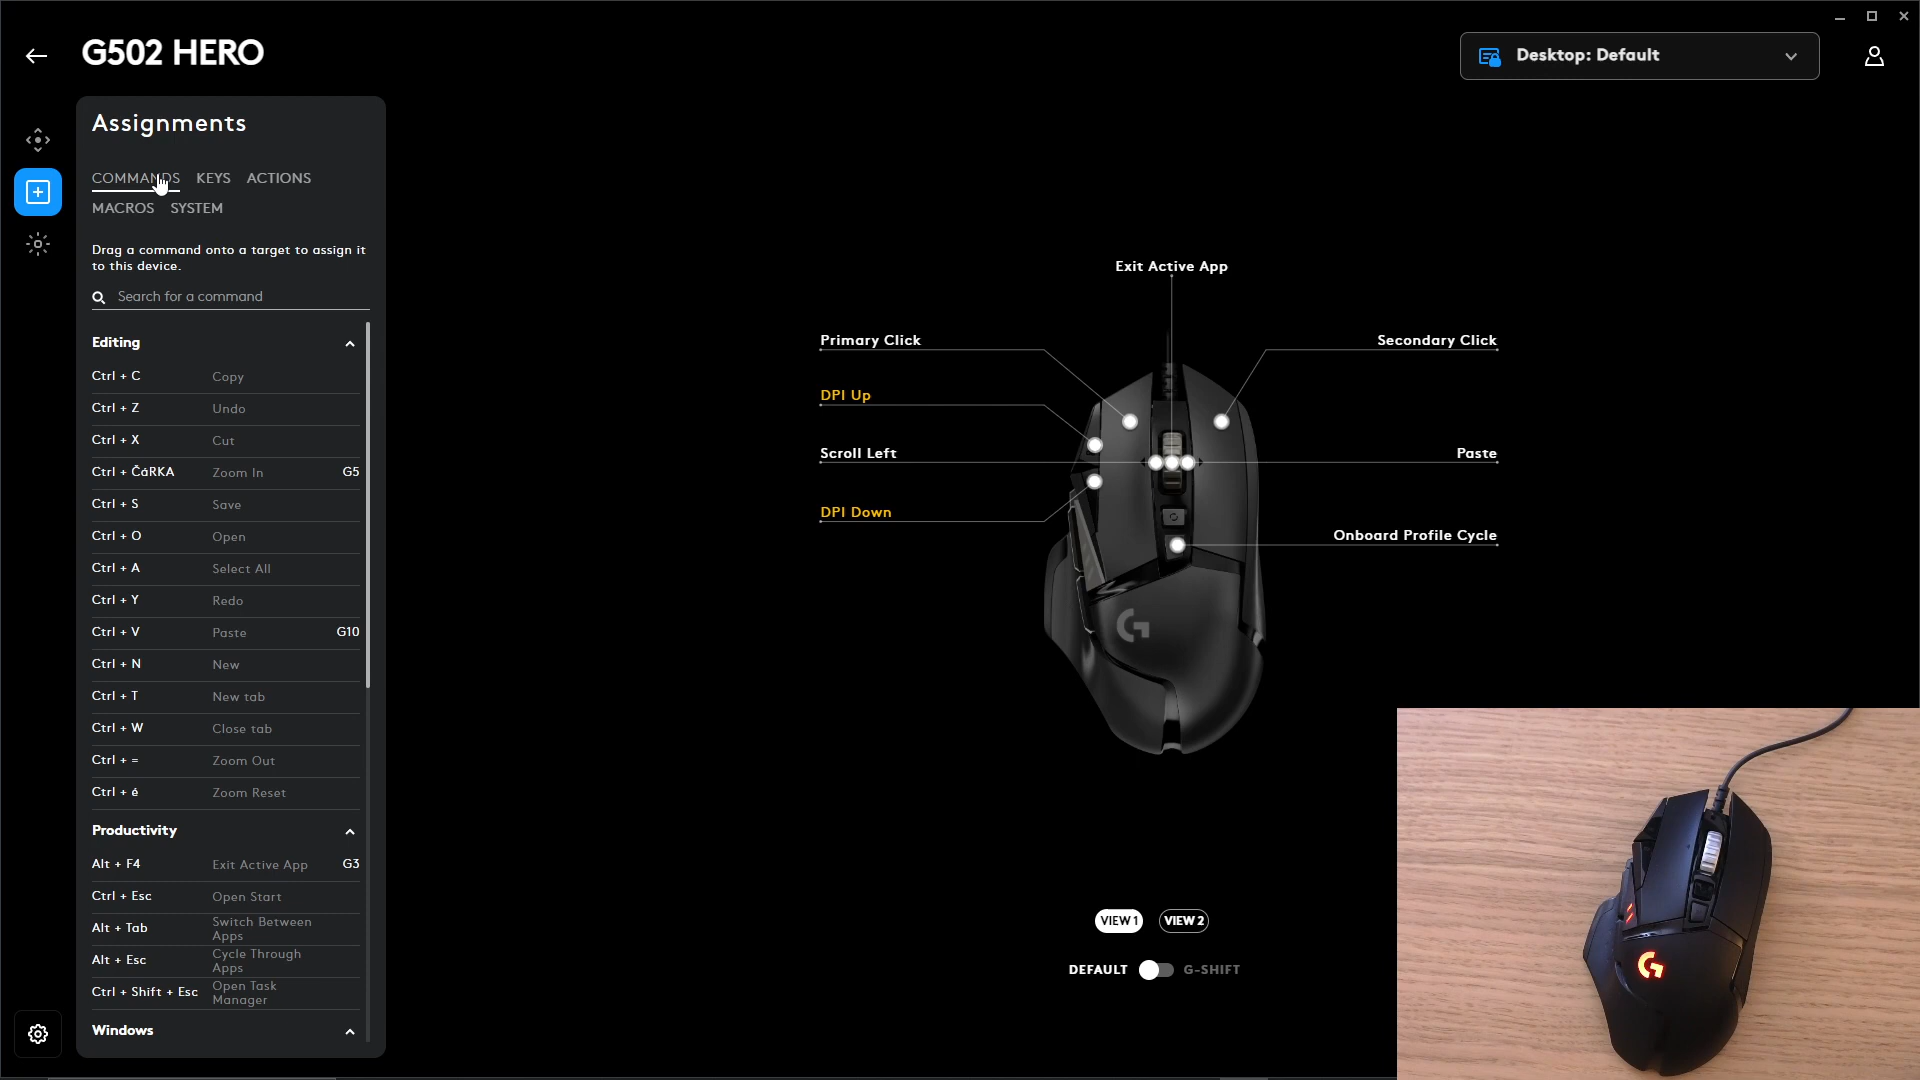 G502 HERO
Desktop: Default
Assignments
COMMANDS KEYS ACTIONS
MACROS SYSTEM
Drag a command onto a target to assign it
to this device.
Search for a command
Editing
Ctrl + C Copy
Ctrl + Z Undo
Ctrl + X Cut
Ctrl + ČáRKA Zoom In G5
Ctrl + S Save
Ctrl + O Open
Ctrl + A Select All
Ctrl + Y Redo
Ctrl + V Paste G10
Ctrl + N New
Ctrl + T New tab
Ctrl + W Close tab
Ctrl + = Zoom Out
Ctrl + é Zoom Reset
Productivity
Alt + F4 Exit Active App G3
Ctrl + Esc Open Start
Alt + Tab Switch Between
Apps
Alt + Esc Cycle Through
Apps
Ctrl + Shift + Esc Open Task
Manager
Windows
Exit Active App
Primary Click
Secondary Click
DPI Up
Scroll Left
Paste
DPI Down
Onboard Profile Cycle
VIEW 1 VIEW 2
DEFAULT G-SHIFT